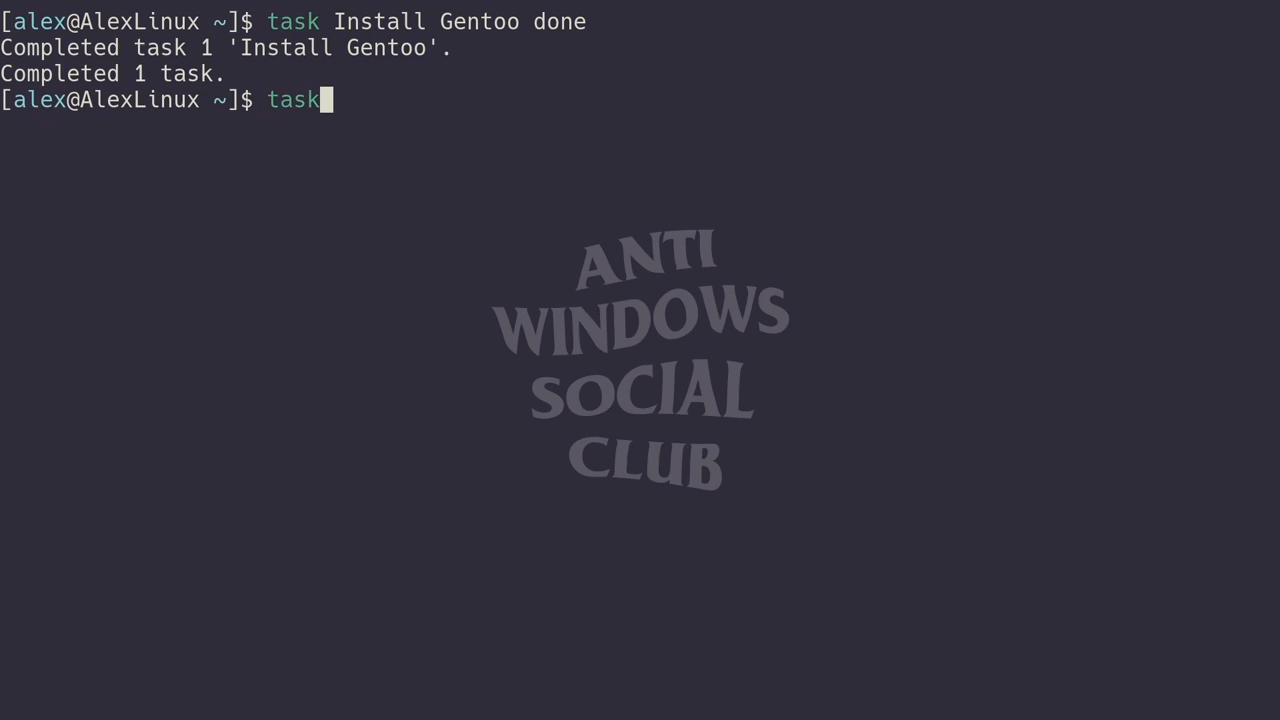 [alex@AlexLinux ~]$ task Install Gentoo done
Completed task 1 'Install Gentoo'.
Completed 1 task.
[alex@AlexLinux ~]$ task
ANTI
WINDOWS
SOCIAL
CLUB